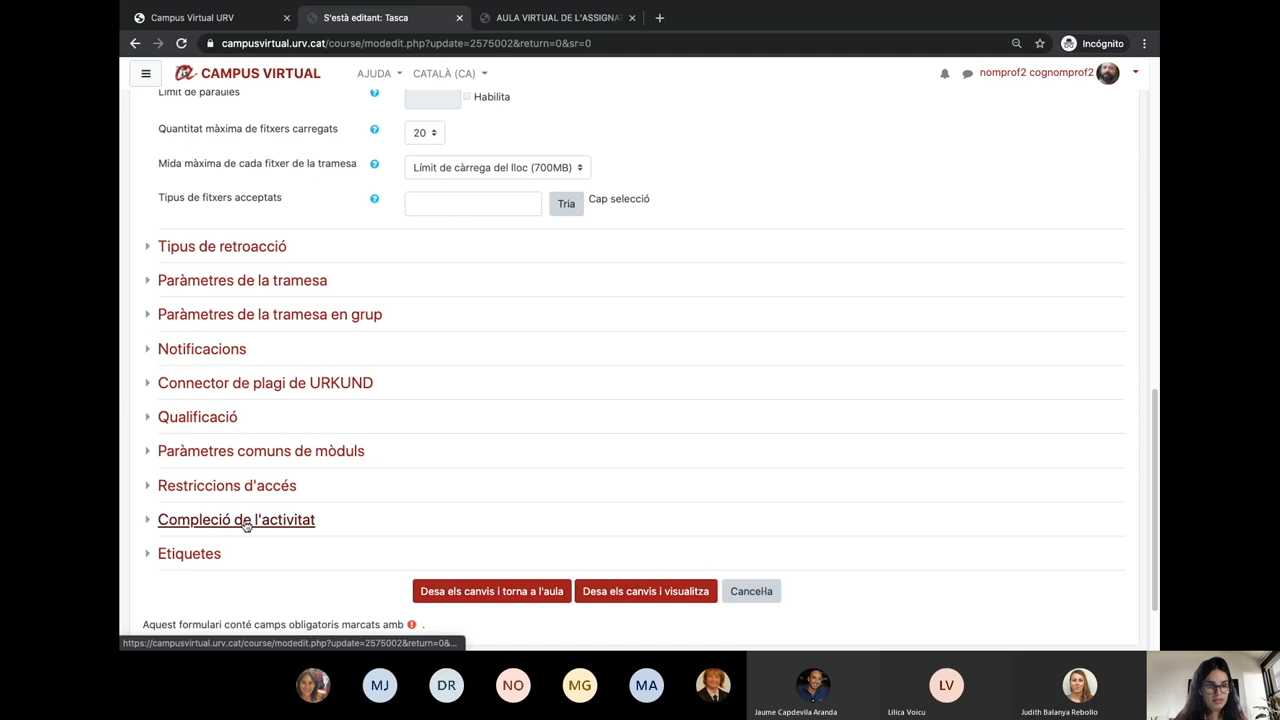 Campus Virtual URV
S'està editant: Tasca
AULA VIRTUAL DE L'ASSIGNA
campusvirtual.urv.cat/course/modedit.php?update=2575002&return=0&sr=0
Incógnito
CAMPUS VIRTUAL
AJUDA
CATALÀ (CA)
nomprof2 cognomprof2
Límit de paraules
Habilita
Quantitat màxima de fitxers carregats
20
Mida màxima de cada fitxer de la tramesa
Límit de càrrega del lloc (700MB)
Tipus de fitxers acceptats
Tria
Cap selecció
Tipus de retroacció
Paràmetres de la tramesa
Paràmetres de la tramesa en grup
Notificacions
Connector de plagi de URKUND
Qualificació
Paràmetres comuns de mòduls
Restriccions d'accés
Compleció de l'activitat
Etiquetes
Desa els canvis i torna a l'aula
Desa els canvis i visualitza
Cancel·la
Aquest formulari conté camps obligatoris marcats amb .
https://campusvirtual.urv.cat/course/modedit.php?update=2575002&return=0&...
MJ
DR
NO
MG
MA
LV
Jaume Capdevila Aranda
Lilica Voicu
Judith Balanya Rebollo